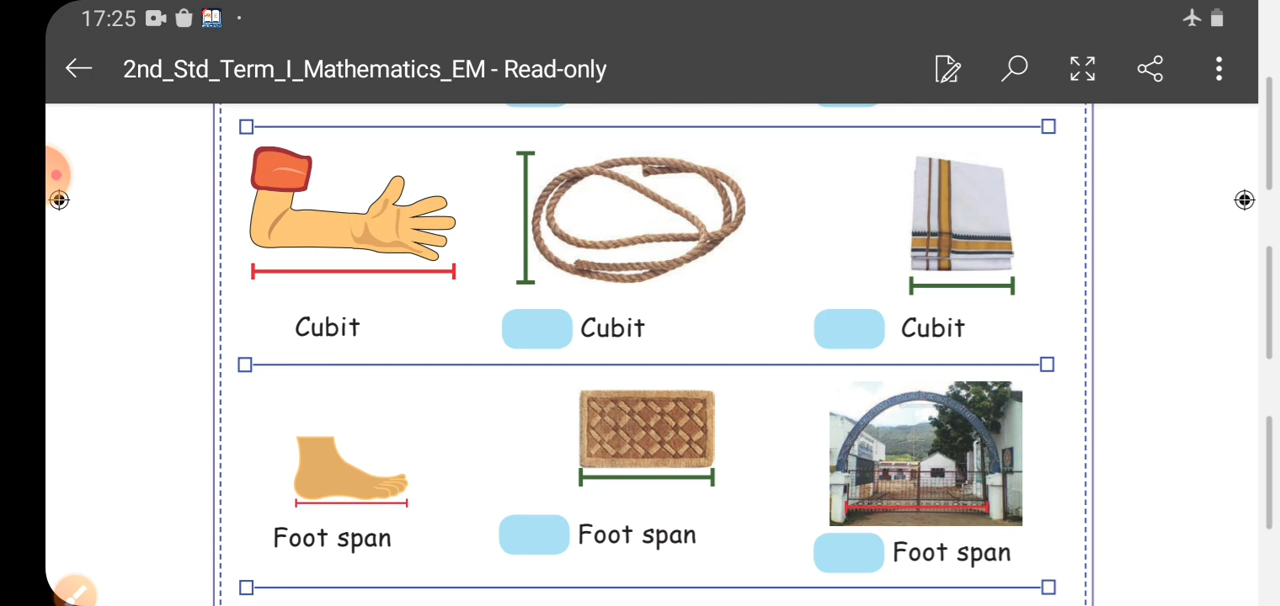 17:25
2nd_Std_Term_I_Mathematics_EM - Read-only
Cubit
Cubit
Cubit
Foot span
Foot span
Foot span